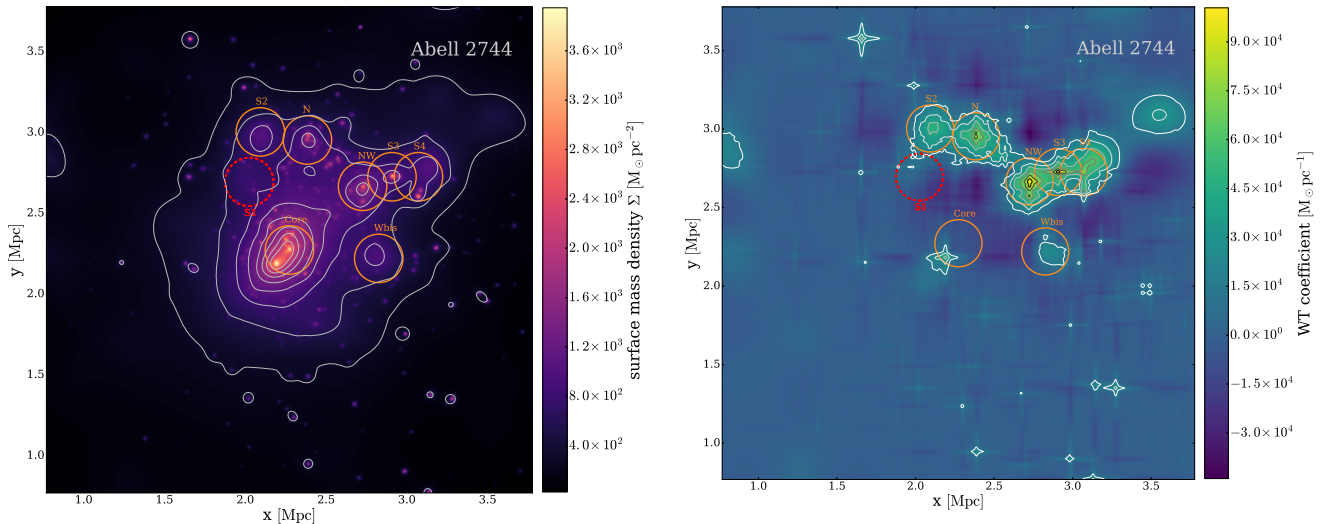 Abell 2744
S2
N
S3
S4
NW
S1
Core
Wbis
3.5
3.0
2.5
2.0
1.5
1.0
y [Mpc]
1.0
1.5
2.0
2.5
3.0
3.5
x [Mpc]
3.6 × 10³
3.2 × 10³
2.8 × 10³
2.4 × 10³
2.0 × 10³
1.6 × 10³
1.2 × 10³
8.0 × 10²
4.0 × 10²
surface mass density Σ [M⊙ pc⁻²]
Abell 2744
S2
N
S3
NW
Core
Wbis
3.5
3.0
2.5
2.0
1.5
1.0
y [Mpc]
1.0
1.5
2.0
2.5
3.0
3.5
x [Mpc]
9.0 × 10⁴
7.5 × 10⁴
6.0 × 10⁴
4.5 × 10⁴
3.0 × 10⁴
1.5 × 10⁴
0.0 × 10⁰
−1.5 × 10⁴
−3.0 × 10⁴
WT coefficient [M⊙ pc⁻¹]